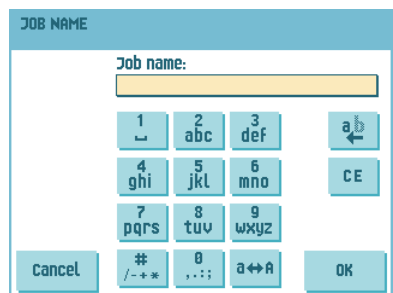 JOB NAME
Job name:
1 2 3
␣ abc def ab
4 5 6
ghi jkl mno CE
7 8 9
pqrs tuv wxyz
Cancel # 0 a↔A OK
/-+* ,.:;